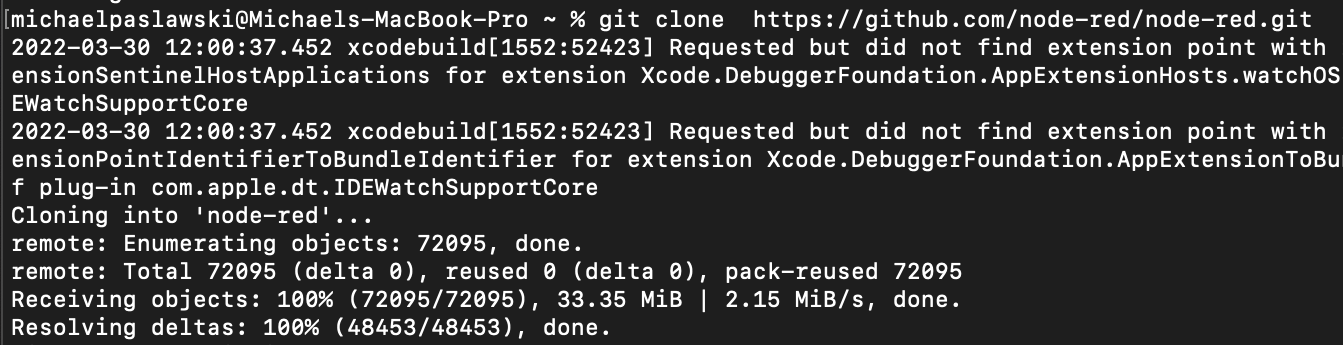 [michaelpaslawski@Michaels-MacBook-Pro ~ % git clone  https://github.com/node-red/node-red.git
2022-03-30 12:00:37.452 xcodebuild[1552:52423] Requested but did not find extension point with
ensionSentinelHostApplications for extension Xcode.DebuggerFoundation.AppExtensionHosts.watchOS
EWatchSupportCore
2022-03-30 12:00:37.452 xcodebuild[1552:52423] Requested but did not find extension point with
ensionPointIdentifierToBundleIdentifier for extension Xcode.DebuggerFoundation.AppExtensionToBu
f plug-in com.apple.dt.IDEWatchSupportCore
Cloning into 'node-red'...
remote: Enumerating objects: 72095, done.
remote: Total 72095 (delta 0), reused 0 (delta 0), pack-reused 72095
Receiving objects: 100% (72095/72095), 33.35 MiB | 2.15 MiB/s, done.
Resolving deltas: 100% (48453/48453), done.